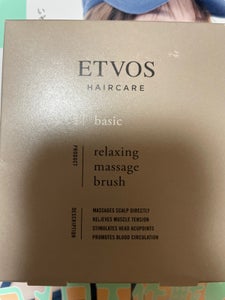 ETVOS
HAIRCARE
basic
PRODUCT
relaxing
massage
brush
DESCRIPTION
MASSAGES SCALP DIRECTLY
RELIEVES MUSCLE TENSION
STIMULATES HEAD ACUPOINTS
PROMOTES BLOOD CIRCULATION